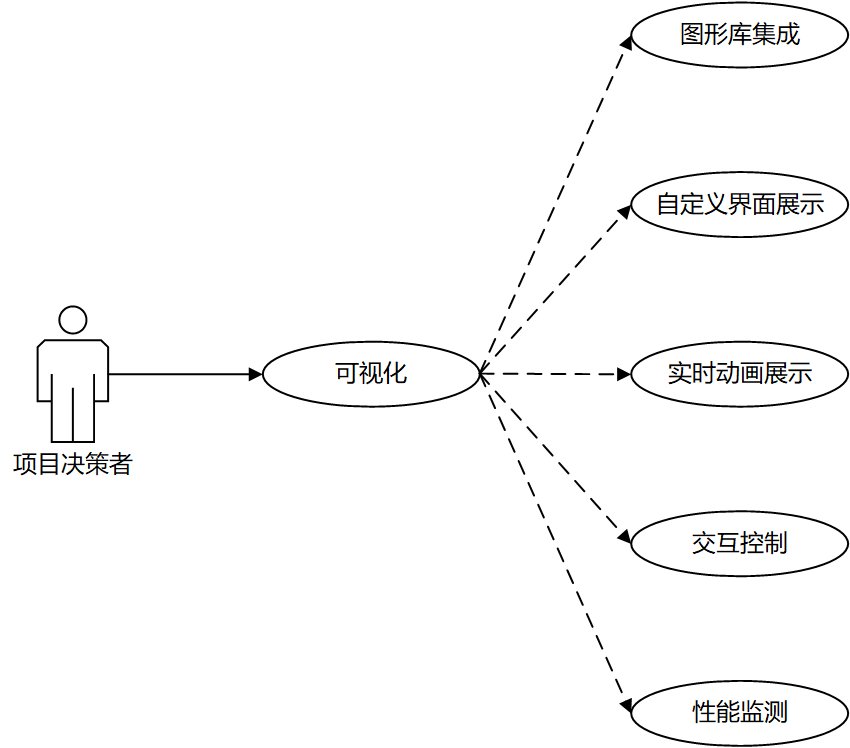 图形库集成
自定义界面展示
可视化
实时动画展示
项目决策者
交互控制
性能监测